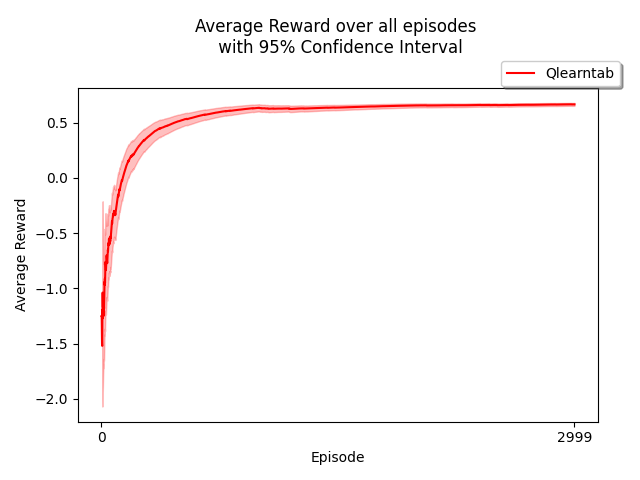 Average Reward over all episodes
with 95% Confidence Interval
Qlearntab
0.5
0.0
−0.5
−1.0
−1.5
−2.0
Average Reward
0
2999
Episode